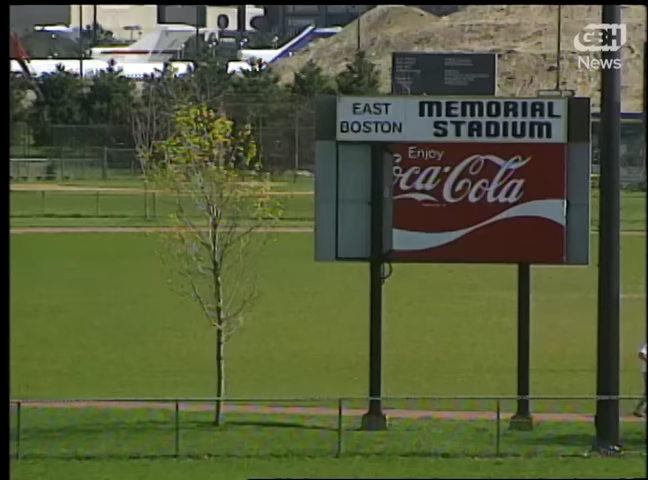 GBH
News
EAST
BOSTON
MEMORIAL
STADIUM
Enjoy
Coca-Cola